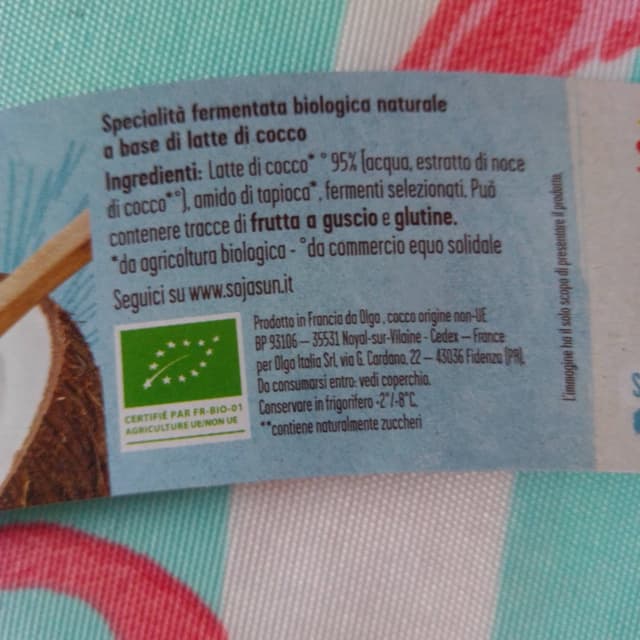 Specialità fermentata biologica naturale
a base di latte di cocco
Ingredienti: Latte di cocco*° 95% (acqua, estratto di noce
di cocco*°), amido di tapioca*, fermenti selezionati. Può
contenere tracce di frutta a guscio e glutine.
*da agricoltura biologica - °da commercio equo solidale
Seguici su www.sojasun.it
Prodotto in Francia da Olga, cocco origine non-UE
BP 93106 – 35531 Noyal-sur-Vilaine - Cedex – France
per Olga Italia Srl, via G. Cardano, 22 – 43036 Fidenza (PR).
Da consumarsi entro: vedi coperchio.
Conservare in frigorifero -2°/-8°C.
**contiene naturalmente zuccheri
CERTIFIÉ PAR FR-BIO-01
AGRICULTURE UE/NON UE
L'immagine ha il solo scopo di presentare il prodotto.